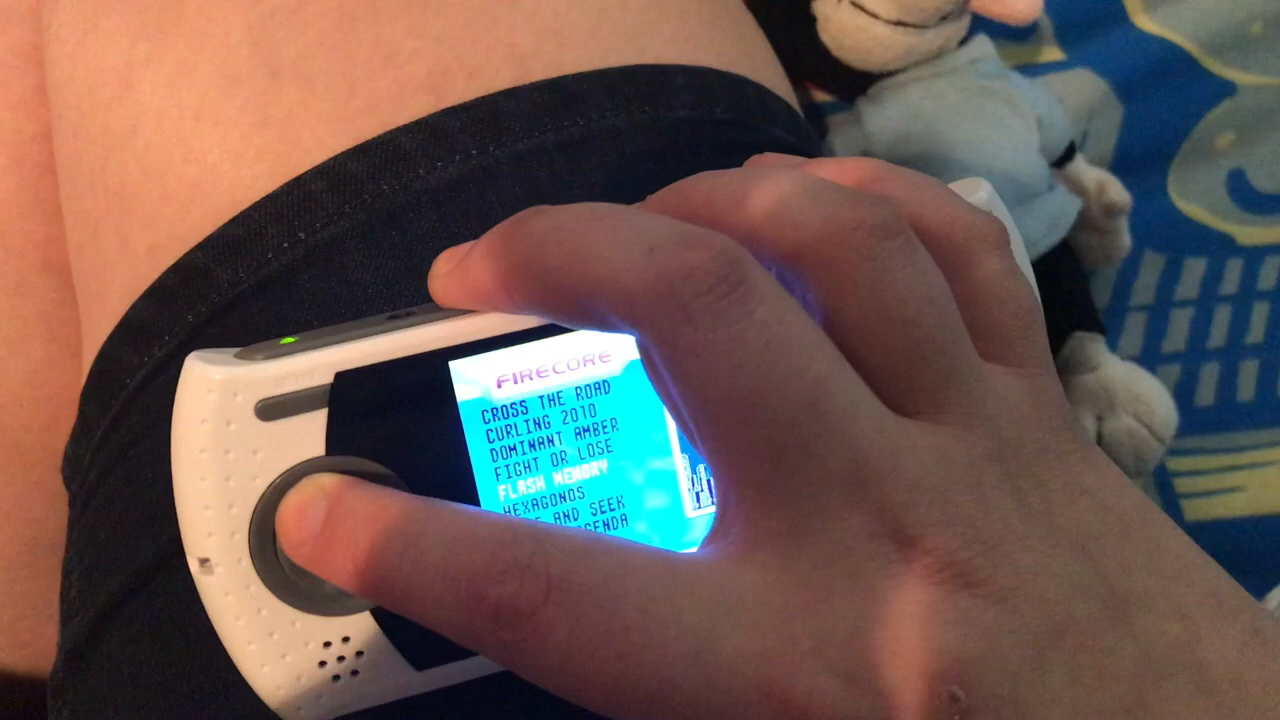 FIRECORE
CROSS THE ROAD
CURLING 2010
DOMINANT AMBER
FIGHT OR LOSE
FLASH MEMORY
HEXAGONOS
AND SEEK